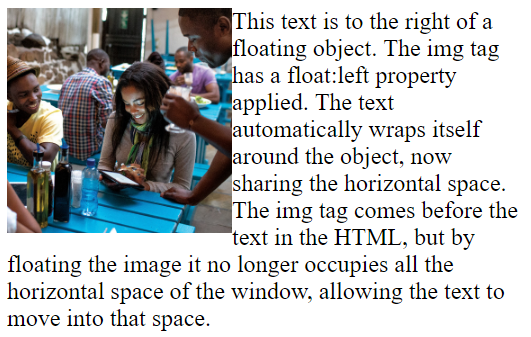 This text is to the right of a
floating object. The img tag
has a float:left property
applied. The text
automatically wraps itself
around the object, now
sharing the horizontal space.
The img tag comes before the
text in the HTML, but by
floating the image it no longer occupies all the
horizontal space of the window, allowing the text to
move into that space.